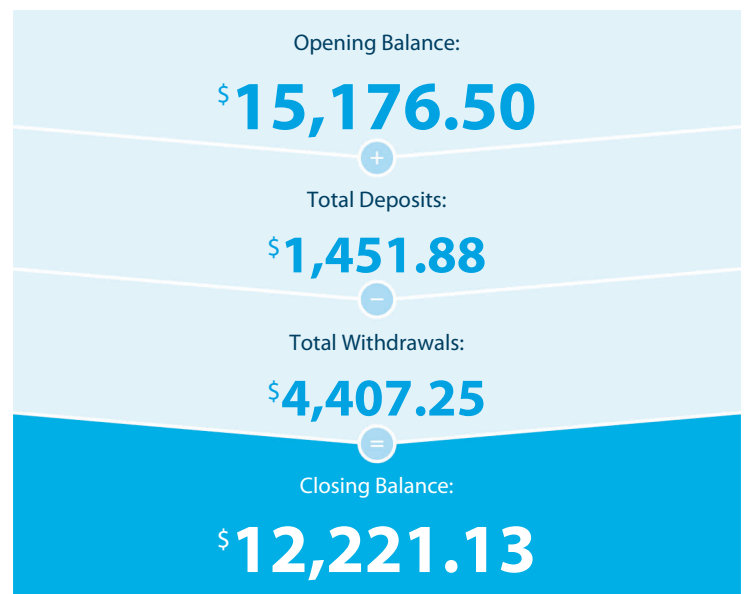 Opening Balance:
$15,176.50
+
Total Deposits:
$1,451.88
−
Total Withdrawals:
$4,407.25
=
Closing Balance:
$12,221.13